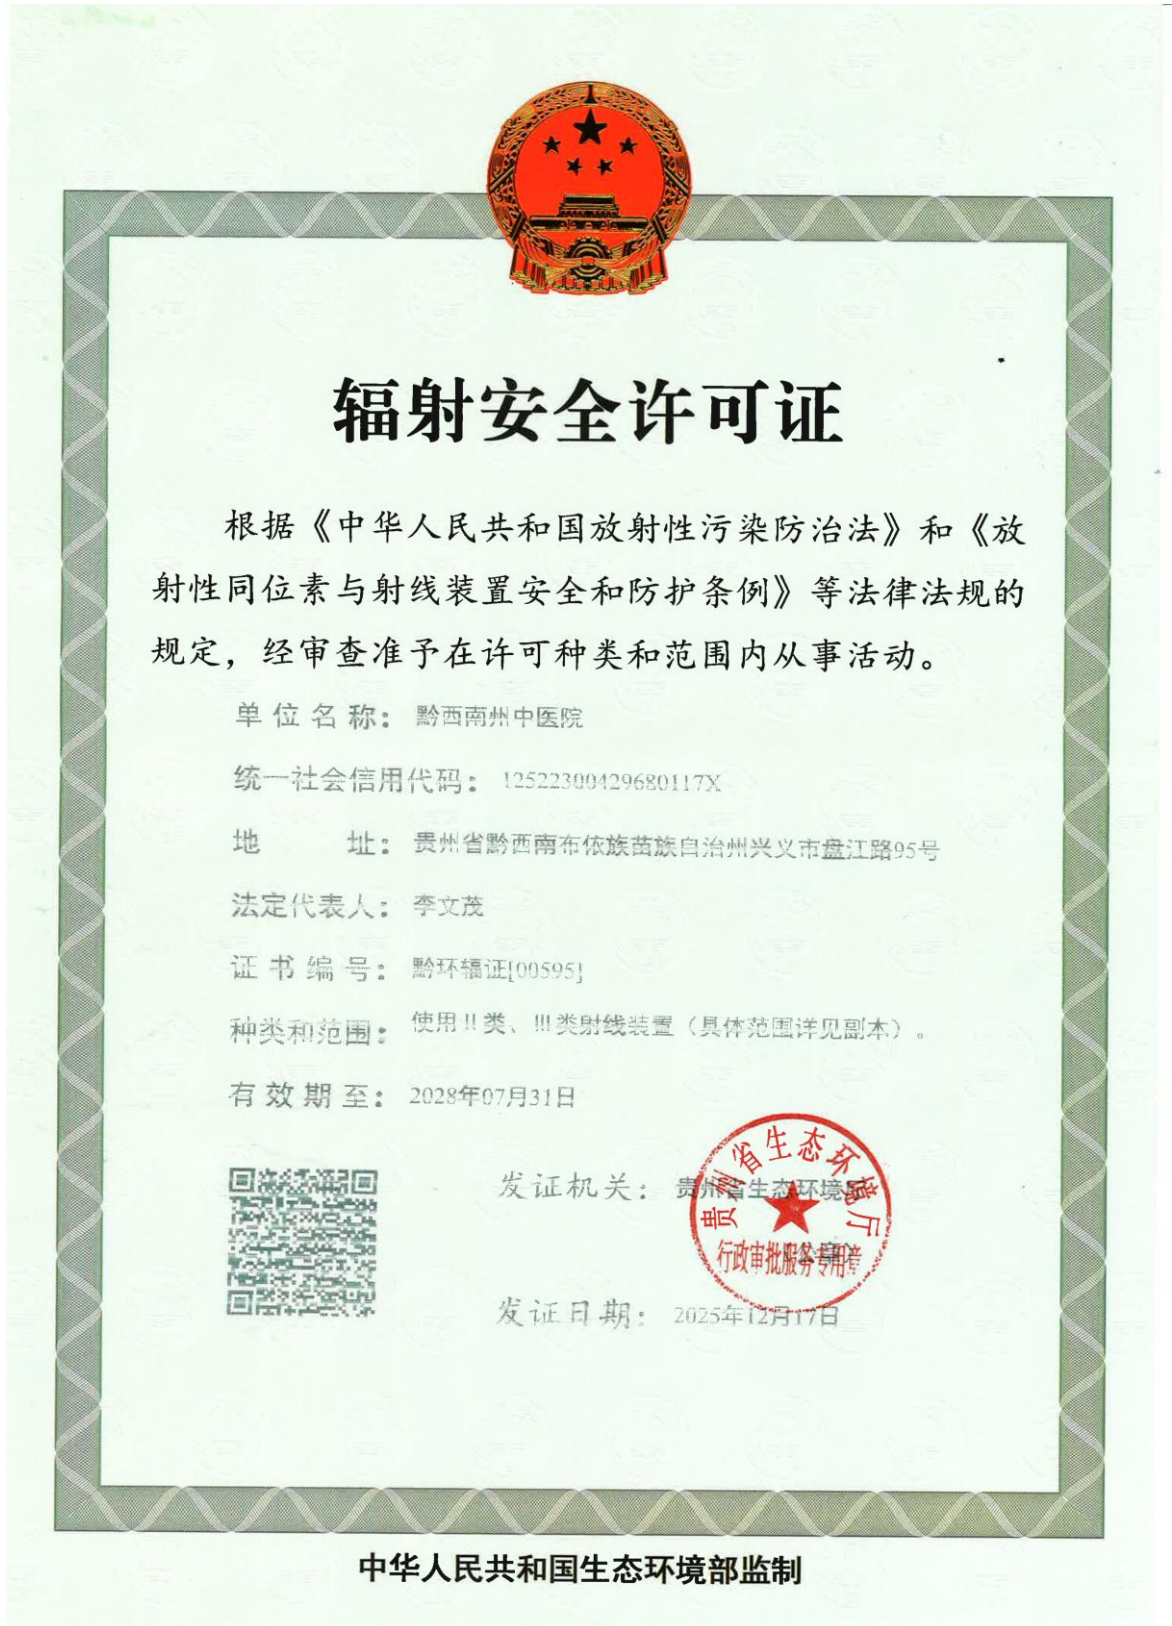 辐射安全许可证
根据《中华人民共和国放射性污染防治法》和《放
射性同位素与射线装置安全和防护条例》等法律法规的
规定，经审查准予在许可种类和范围内从事活动。
单位名称：黔西南州中医院
统一社会信用代码：12522300429680117X
地址：贵州省黔西南布依族苗族自治州兴义市盘江路95号
法定代表人：李文茂
证书编号：黔环辐证[00595]
种类和范围：使用Ⅱ类、Ⅲ类射线装置（具体范围详见副本）。
有效期至：2028年07月31日
发证机关：贵州省生态环境厅
贵州省生态环境厅
行政审批服务专用章
发证日期：2025年12月17日
中华人民共和国生态环境部监制